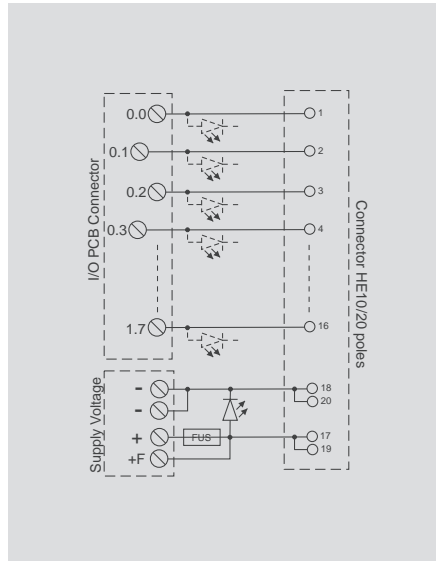 0.0 1
0.1 2
0.2 3
0.3 4
1.7 16
I/O PCB Connector
Connector HE10/20 poles
- 18
- 20
+ FUS 17
+F 19
Supply Voltage